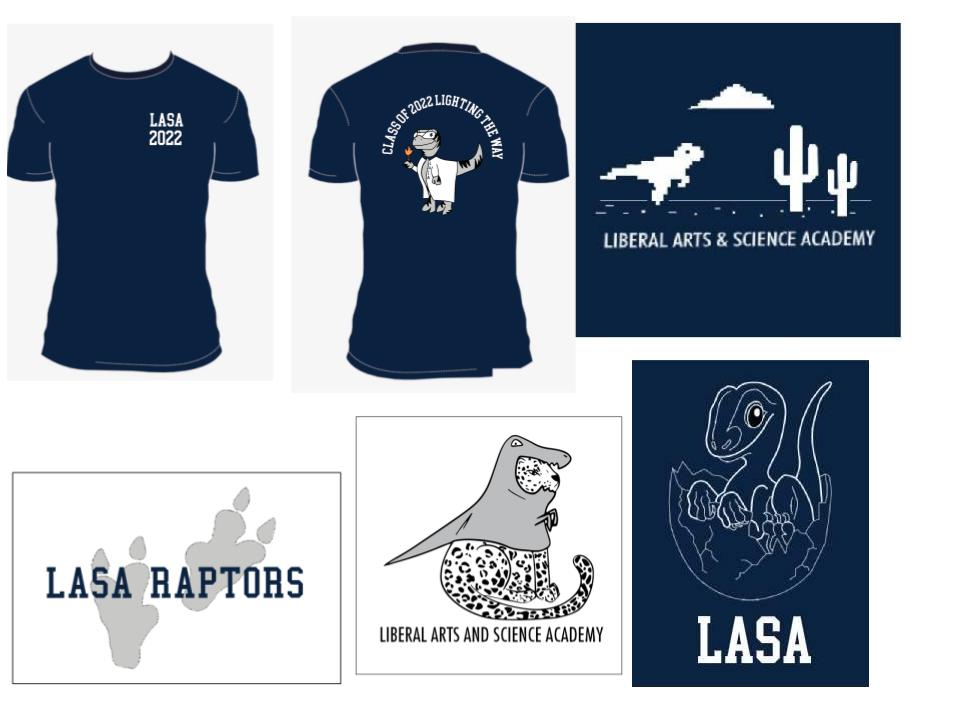 LASA
2022
CLASS OF 2022 LIGHTING THE WAY
LIBERAL ARTS & SCIENCE ACADEMY
LASA RAPTORS
LIBERAL ARTS AND SCIENCE ACADEMY
LASA